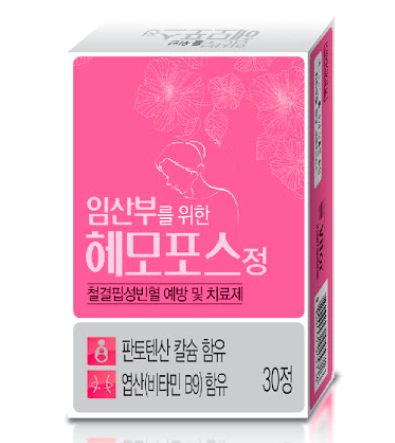 임산부를 위한
헤모포스정
철결핍성빈혈 예방 및 치료제
판토텐산 칼슘 함유
엽산(비타민 B9) 함유
30정